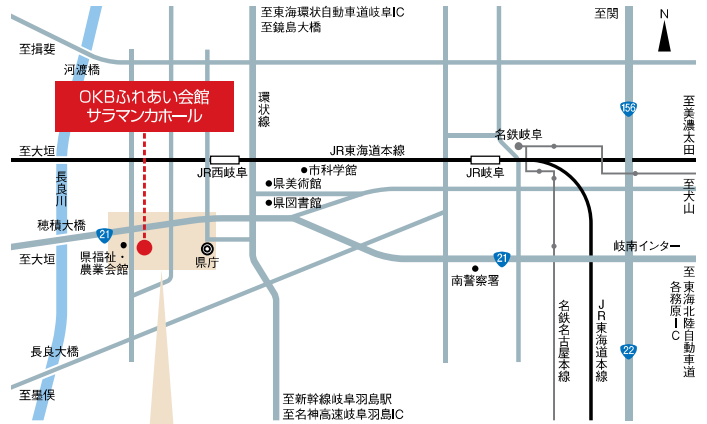 至東海環状自動車道岐阜IC
至鏡島大橋
至関
N
至揖斐
河渡橋
OKBふれあい会館
サラマンカホール
環状線
156
至美濃太田
名鉄岐阜
至大垣
JR東海道本線
JR西岐阜
市科学館
JR岐阜
県美術館
長良川
県図書館
至犬山
穂積大橋
21
県福祉・
農業会館
県庁
岐南インター
至大垣
21
南警察署
至東海北陸自動車道
各務原IC
名鉄名古屋本線
JR東海道本線
22
長良大橋
至墨俣
至新幹線岐阜羽島駅
至名神高速岐阜羽島IC